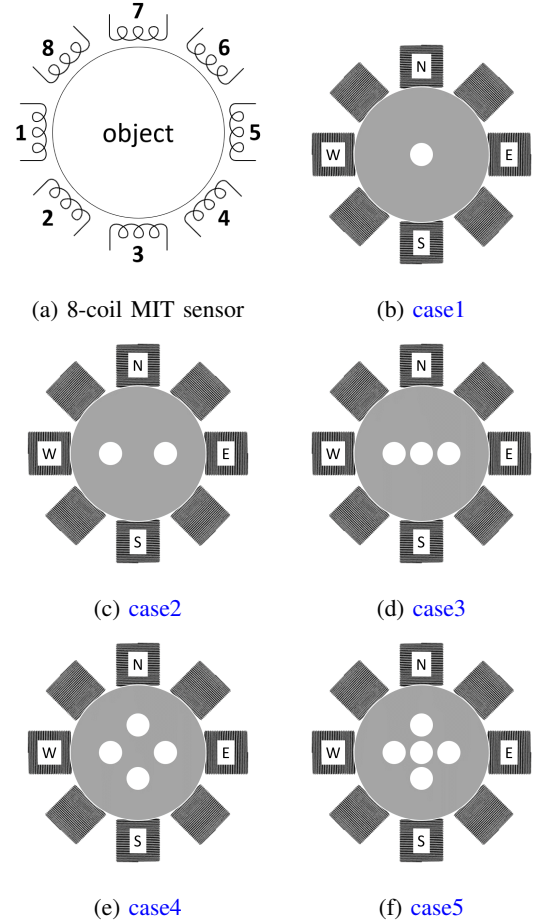 7
8
6
1
object
5
2
4
3
N
W
E
S
(a) 8-coil MIT sensor
(b) case1
N
W
E
S
N
W
E
S
(c) case2
(d) case3
N
W
E
S
N
W
E
S
(e) case4
(f) case5